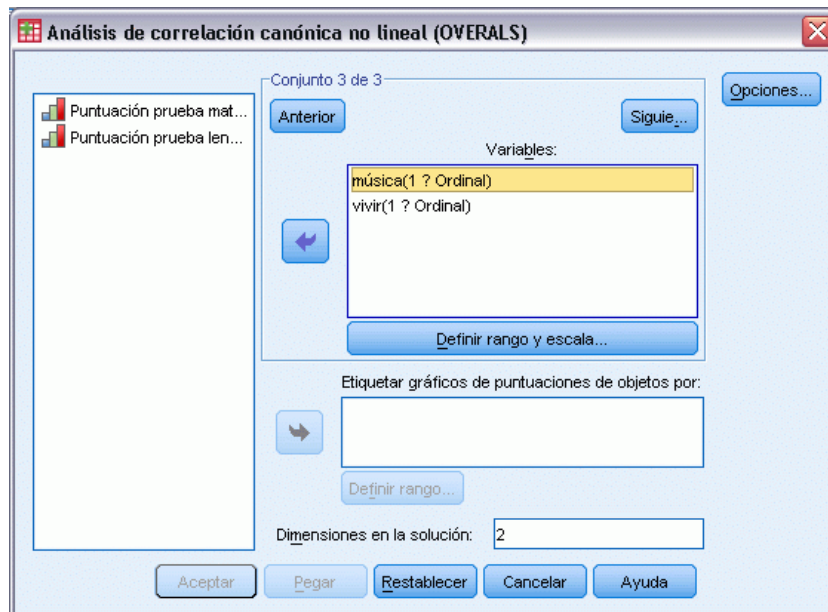 Análisis de correlación canónica no lineal (OVERALS)
Puntuación prueba mat...
Puntuación prueba len...
Conjunto 3 de 3
Anterior
Siguie...
Variables:
música(1 ? Ordinal)
vivir(1 ? Ordinal)
Definir rango y escala...
Opciones...
Etiquetar gráficos de puntuaciones de objetos por:
Definir rango...
Dimensiones en la solución:
2
Aceptar
Pegar
Restablecer
Cancelar
Ayuda